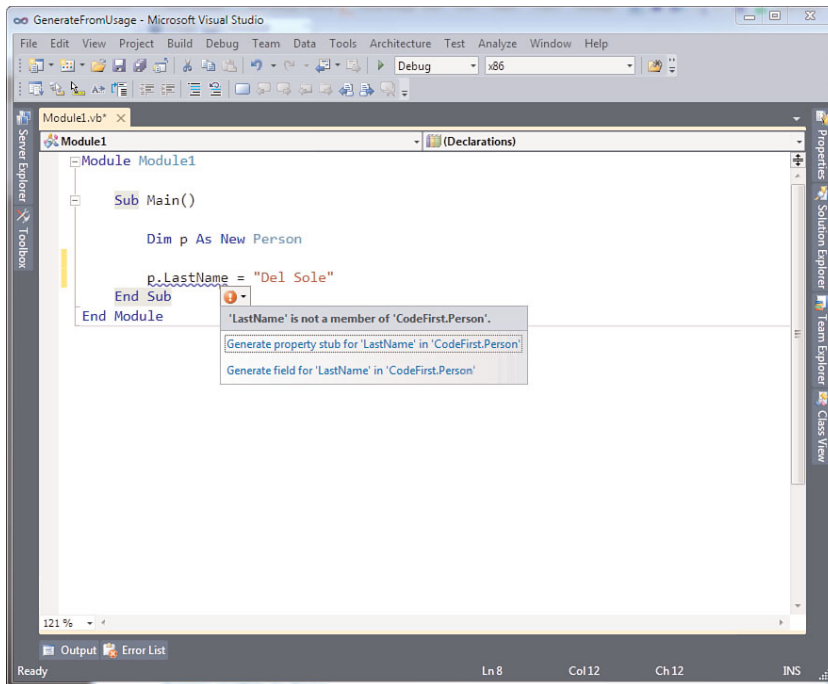 GenerateFromUsage - Microsoft Visual Studio
File Edit View Project Build Debug Team Data Tools Architecture Test Analyze Window Help
Debug x86
Module1.vb*
Module1 (Declarations)
Module Module1
Sub Main()
Dim p As New Person
p.LastName = "Del Sole"
End Sub
End Module
'LastName' is not a member of 'CodeFirst.Person'.
Generate property stub for 'LastName' in 'CodeFirst.Person'
Generate field for 'LastName' in 'CodeFirst.Person'
Server Explorer
Toolbox
Properties
Solution Explorer
Team Explorer
Class View
121 %
Output Error List
Ready Ln 8 Col 12 Ch 12 INS